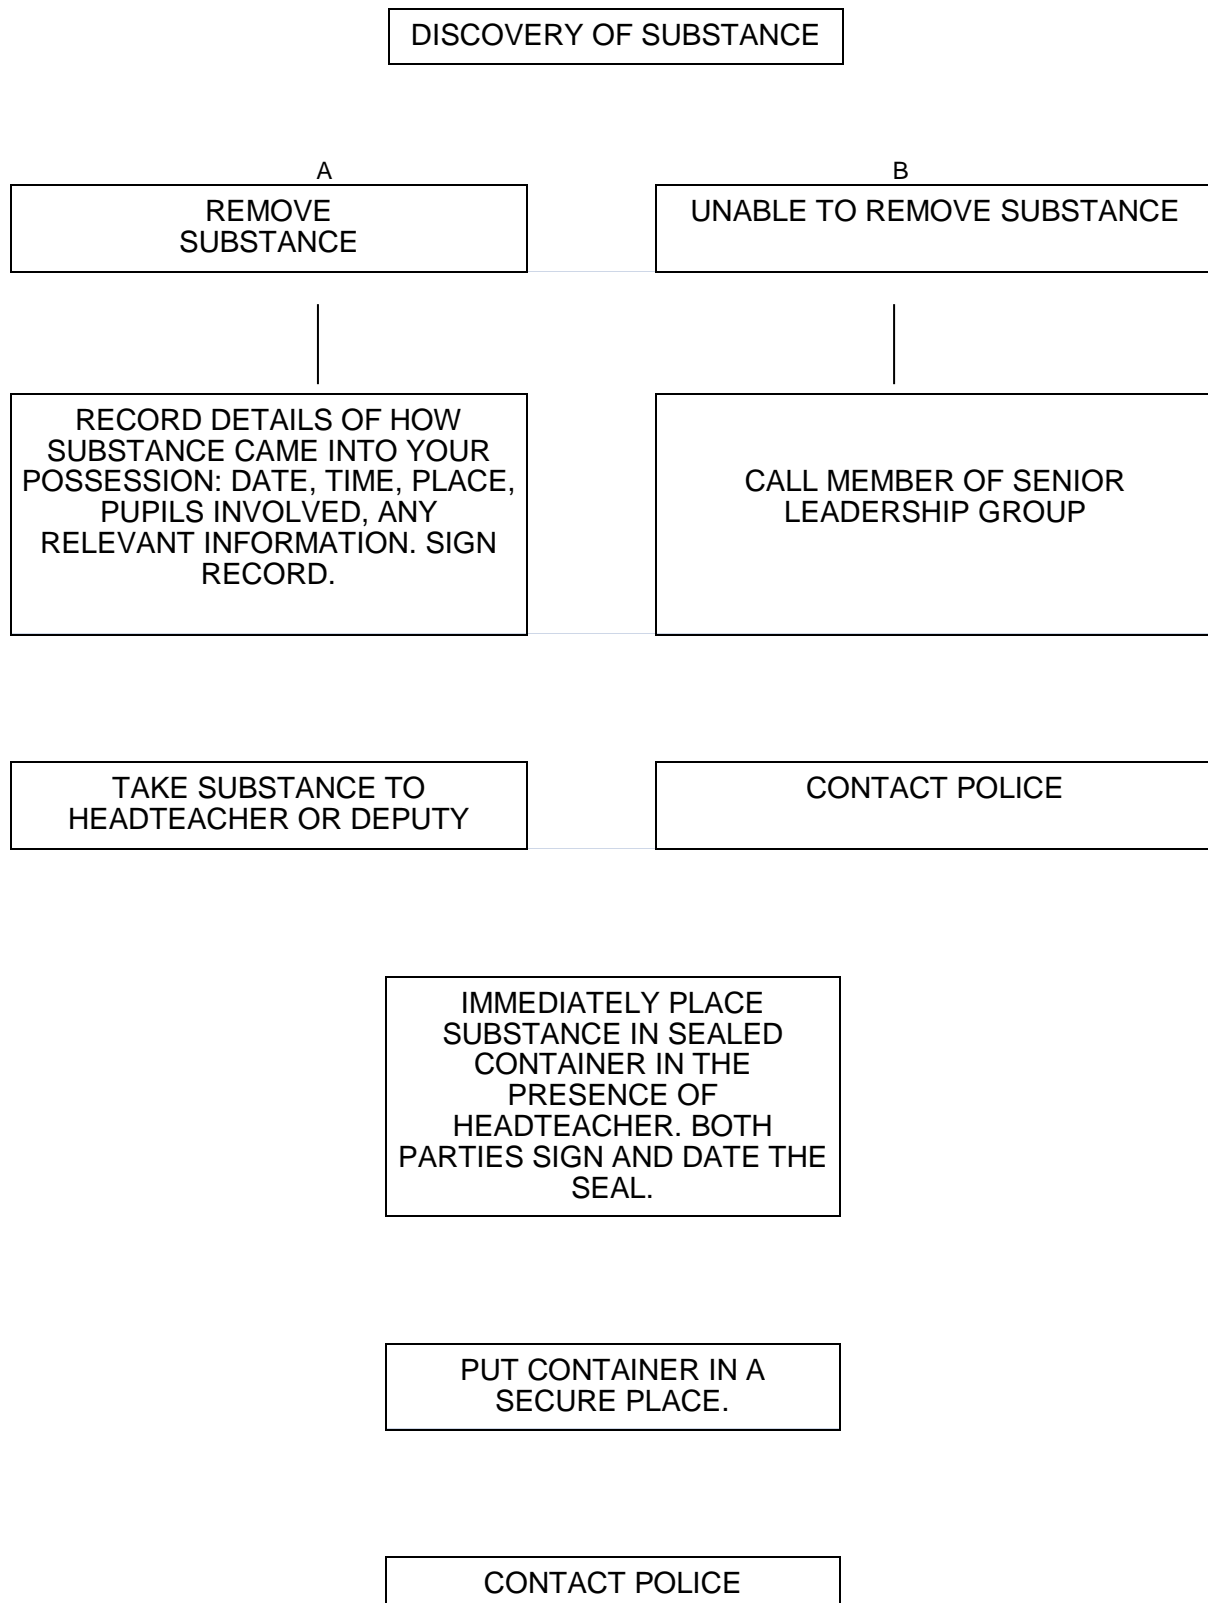 DISCOVERY OF SUBSTANCE
A
REMOVE
SUBSTANCE
B
UNABLE TO REMOVE SUBSTANCE
RECORD DETAILS OF HOW
SUBSTANCE CAME INTO YOUR
POSSESSION: DATE, TIME, PLACE,
PUPILS INVOLVED, ANY
RELEVANT INFORMATION. SIGN
RECORD.
CALL MEMBER OF SENIOR
LEADERSHIP GROUP
TAKE SUBSTANCE TO
HEADTEACHER OR DEPUTY
CONTACT POLICE
IMMEDIATELY PLACE
SUBSTANCE IN SEALED
CONTAINER IN THE
PRESENCE OF
HEADTEACHER. BOTH
PARTIES SIGN AND DATE THE
SEAL.
PUT CONTAINER IN A
SECURE PLACE.
CONTACT POLICE